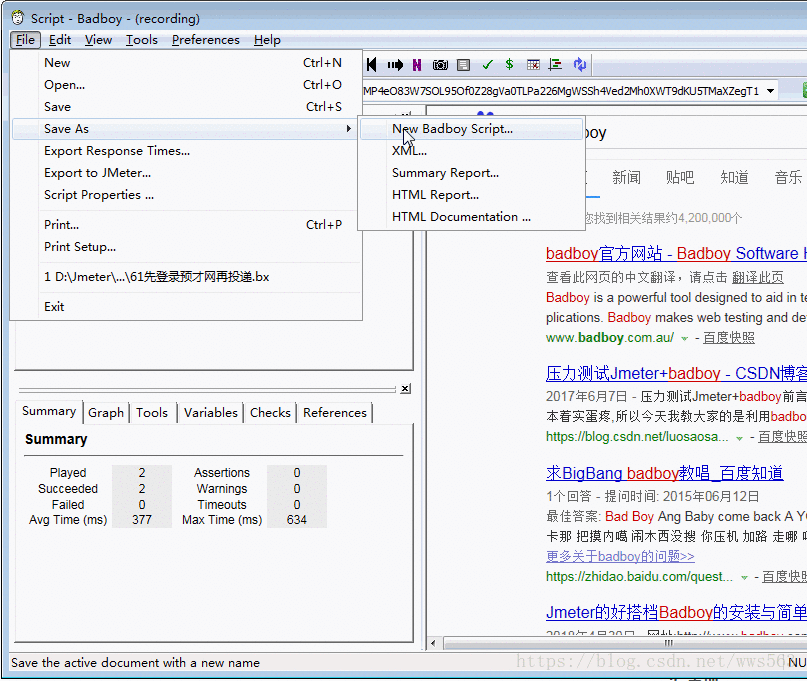 Script - Badboy - (recording)
File Edit View Tools Preferences Help
New Ctrl+N
Open... Ctrl+O
Save Ctrl+S
Save As
Export Response Times...
Export to JMeter...
Script Properties ...
Print... Ctrl+P
Print Setup...
1 D:\Jmeter\...\61先登录预才网再投递.bx
Exit
New Badboy Script...
XML...
Summary Report...
HTML Report...
HTML Documentation ...
MP4eO83W7SOL95Of0Z28gVa0TLPa226MgWSSh4Ved2Mh0XWT9dKU5TMaXZegT1
boy
新闻 贴吧 知道 音乐
您找到相关结果约4,200,000个
badboy官方网站 - Badboy Software H
查看此网页的中文翻译，请点击 翻译此页
Badboy is a powerful tool designed to aid in te
plications. Badboy makes web testing and de
www.badboy.com.au/ - 百度快照
压力测试Jmeter+badboy - CSDN博客
2017年6月7日 - 压力测试Jmeter+badboy前言
本着实蛋疼,所以今天我教大家的是利用badbo
https://blog.csdn.net/luosaosa... - 百度快照
求BigBang badboy教唱_百度知道
1个回答 - 提问时间: 2015年06月12日
最佳答案: Bad Boy Ang Baby come back A YO
卡那 把摸内噶 闹木西没搜 你压机 加路 走哪
更多关于badboy的问题>>
https://zhidao.baidu.com/quest... - 百度快照
Jmeter的好搭档Badboy的安装与简单
Summary Graph Tools Variables Checks References
Summary
Played 2 Assertions 0
Succeeded 2 Warnings 0
Failed 0 Timeouts 0
Avg Time (ms) 377 Max Time (ms) 634
Save the active document with a new name
NU